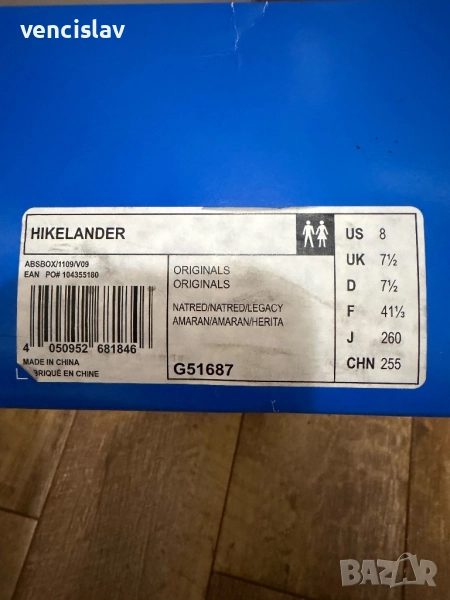 vencislav
HIKELANDER
ABSBOX/1109/V09
EAN PO# 104355180
4 050952 681846
MADE IN CHINA
FABRIQUÉ EN CHINE
ORIGINALS
ORIGINALS
NATRED/NATRED/LEGACY
AMARAN/AMARAN/HERITA
G51687
US 8
UK 7½
D 7½
F 41⅓
J 260
CHN 255
BAZAR